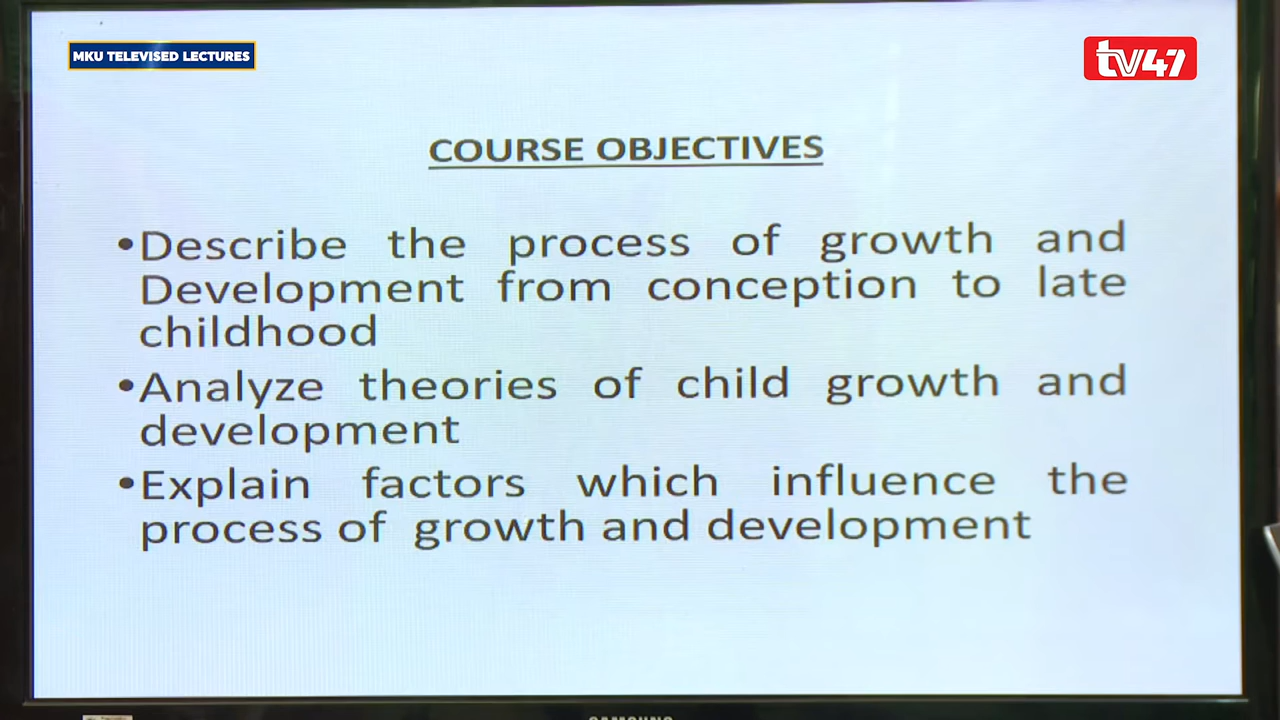 MKU TELEVISED LECTURES
tv47
COURSE OBJECTIVES
•Describe the process of growth and
Development from conception to late
childhood
•Analyze theories of child growth and
development
•Explain factors which influence the
process of growth and development
SAMSUNG